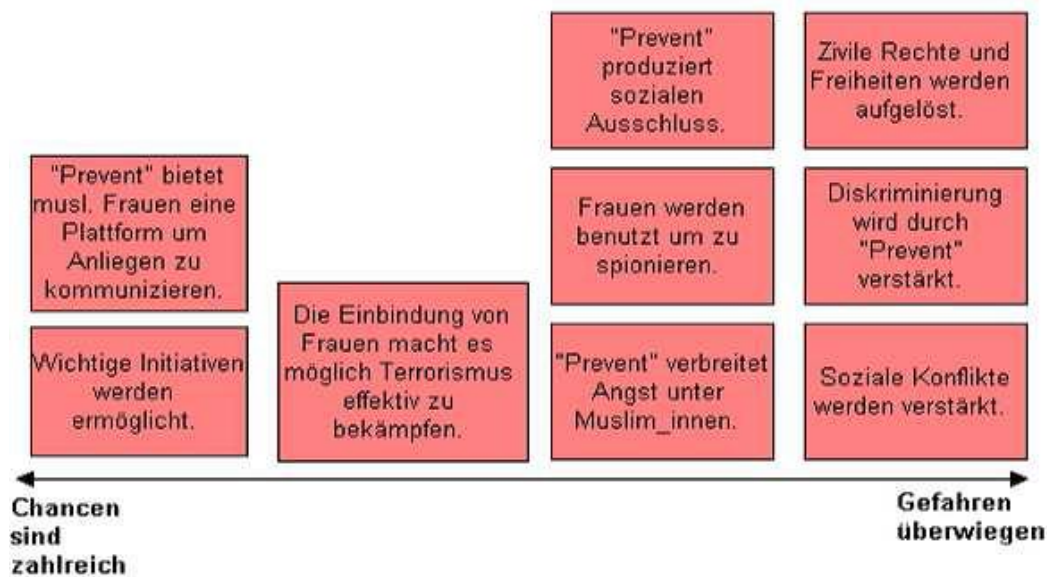 "Prevent" bietet
musl. Frauen eine
Plattform um
Anliegen zu
kommunizieren.
Wichtige Initiativen
werden
ermöglicht.
Die Einbindung von
Frauen macht es
möglich Terrorismus
effektiv zu
bekämpfen.
"Prevent"
produziert
sozialen
Ausschluss.
Frauen werden
benutzt um zu
spionieren.
"Prevent" verbreitet
Angst unter
Muslim_innen.
Zivile Rechte und
Freiheiten werden
aufgelöst.
Diskriminierung
wird durch
"Prevent"
verstärkt.
Soziale Konflikte
werden verstärkt.
Chancen
sind
zahlreich
Gefahren
überwiegen